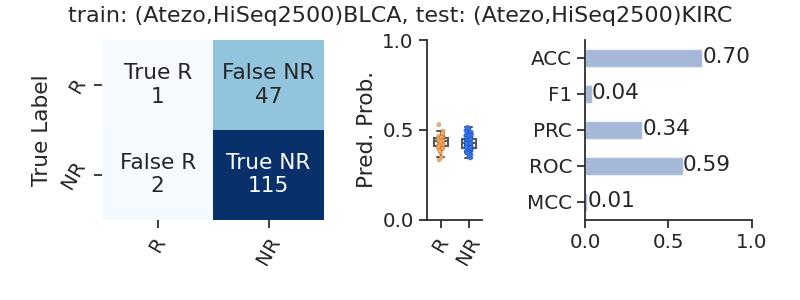 train: (Atezo,HiSeq2500)BLCA, test: (Atezo,HiSeq2500)KIRC
True Label
R
NR
True R
1
False NR
47
False R
2
True NR
115
R
NR
Pred. Prob.
1.0
0.5
0.0
R
NR
ACC
0.70
F1
0.04
PRC
0.34
ROC
0.59
MCC
0.01
0.0
0.5
1.0